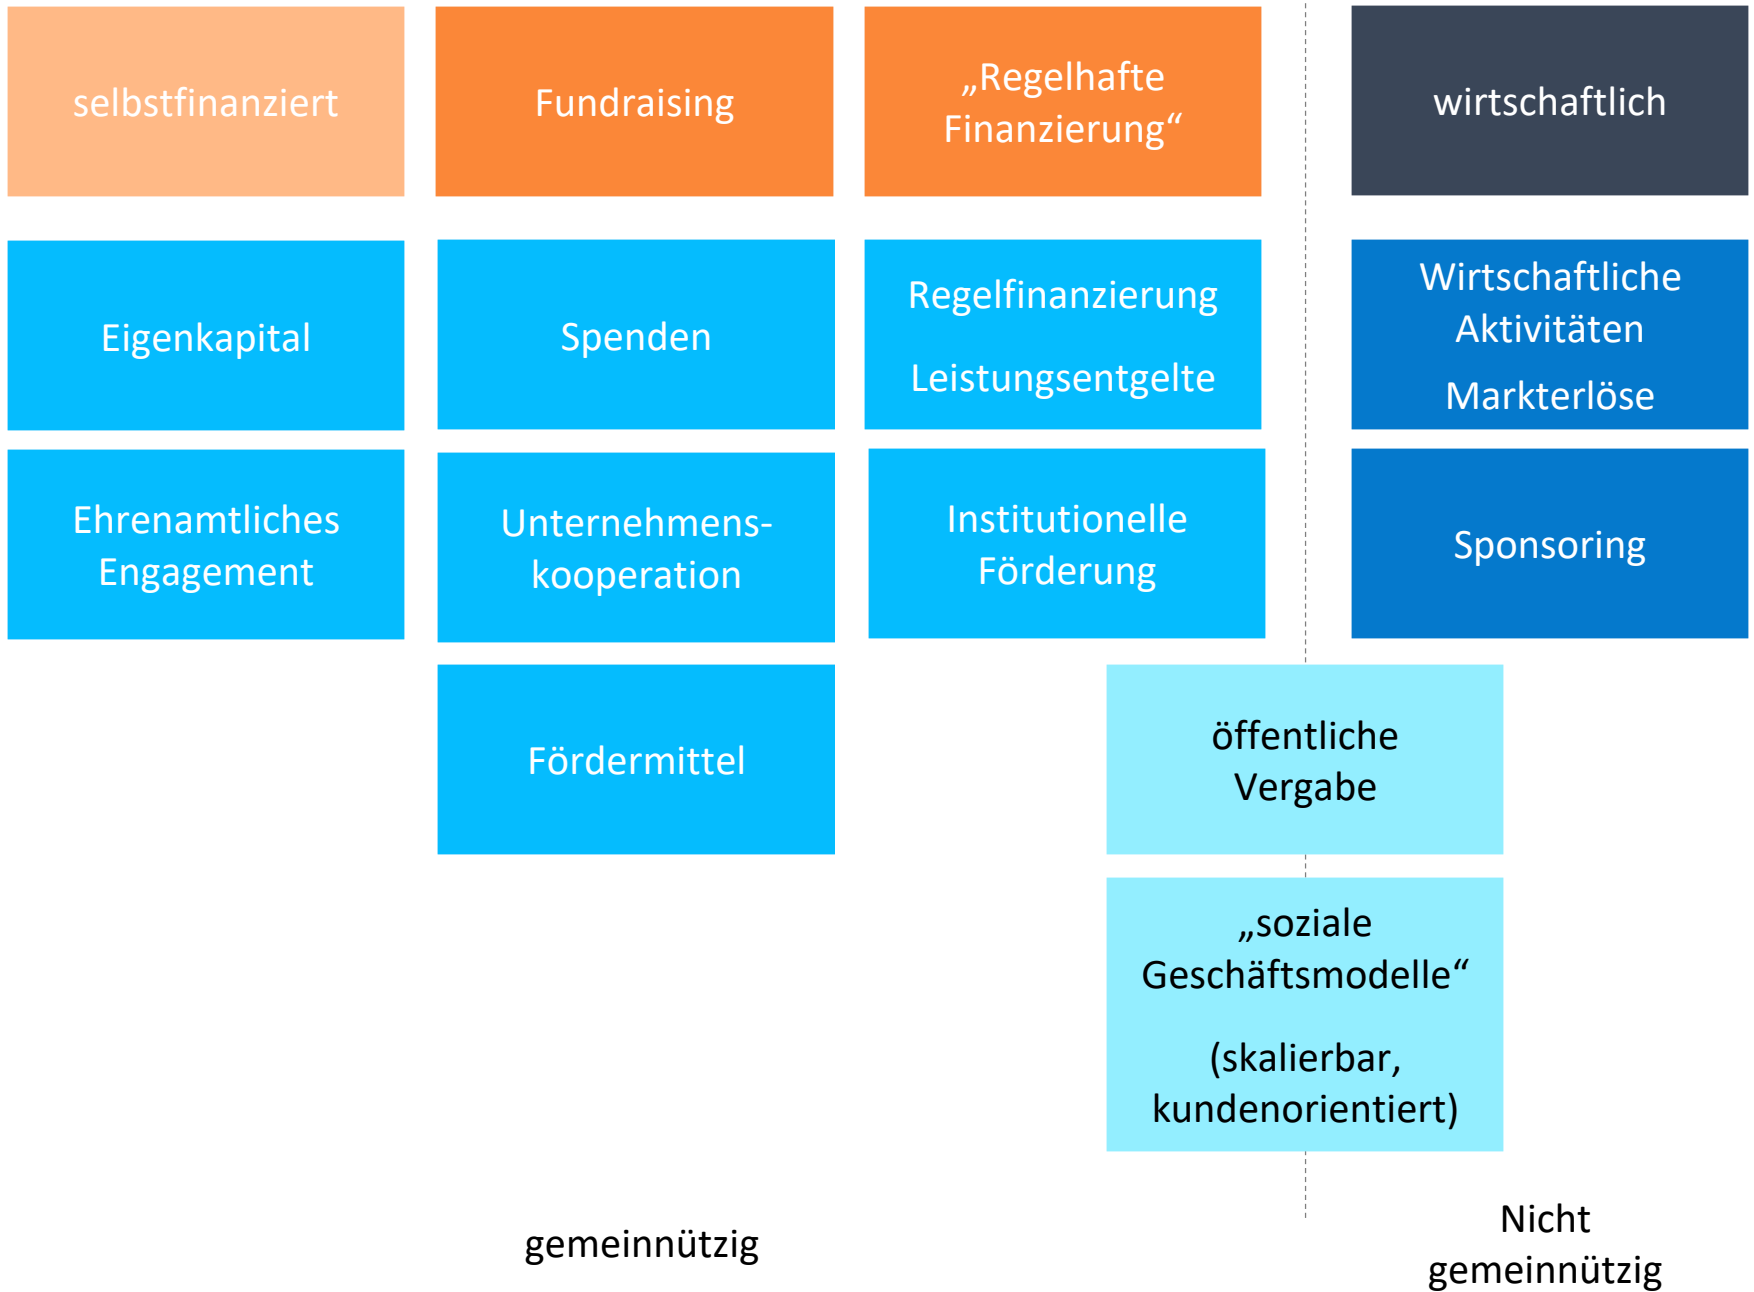 selbstfinanziert
Fundraising
„Regelhafte
Finanzierung“
wirtschaftlich
Eigenkapital
Spenden
Regelfinanzierung
Leistungsentgelte
Wirtschaftliche
Aktivitäten
Markterlöse
Ehrenamtliches
Engagement
Unternehmens-
kooperation
Institutionelle
Förderung
Sponsoring
Fördermittel
öffentliche
Vergabe
„soziale
Geschäftsmodelle“
(skalierbar,
kundenorientiert)
gemeinnützig
Nicht
gemeinnützig